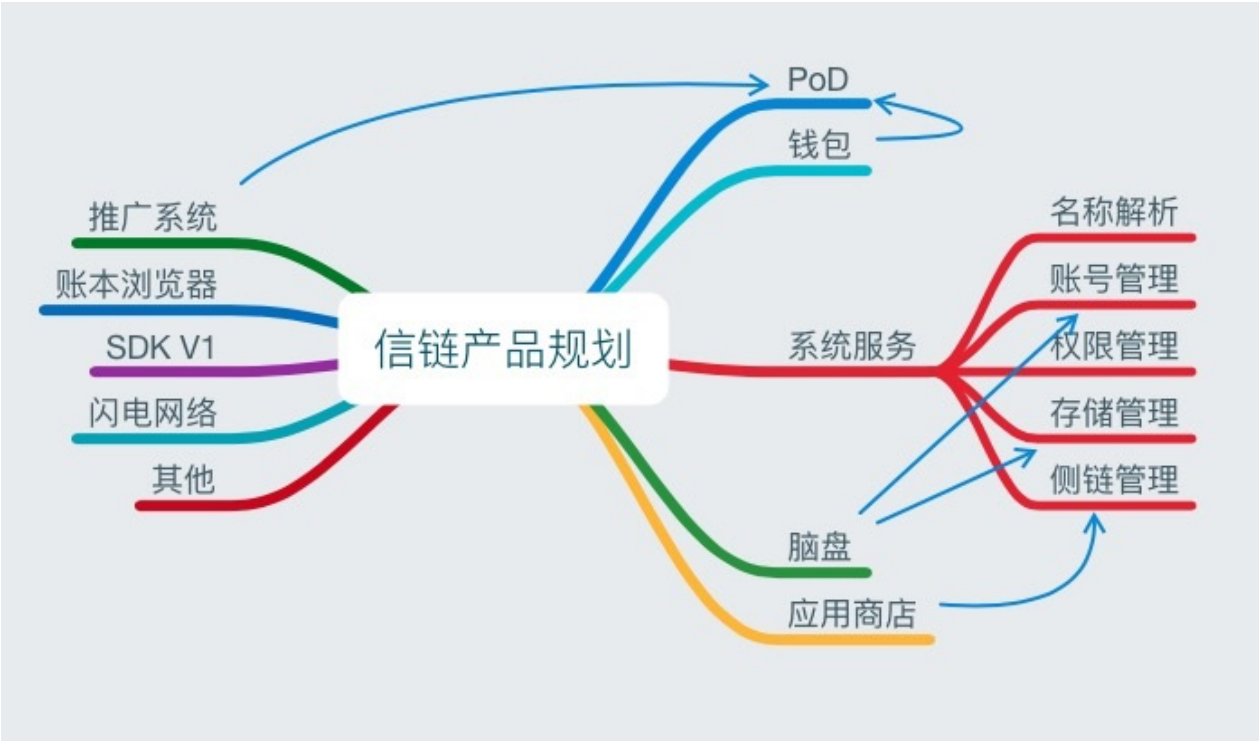 信链产品规划
PoD
钱包
系统服务
名称解析
账号管理
权限管理
存储管理
侧链管理
脑盘
应用商店
推广系统
账本浏览器
SDK V1
闪电网络
其他